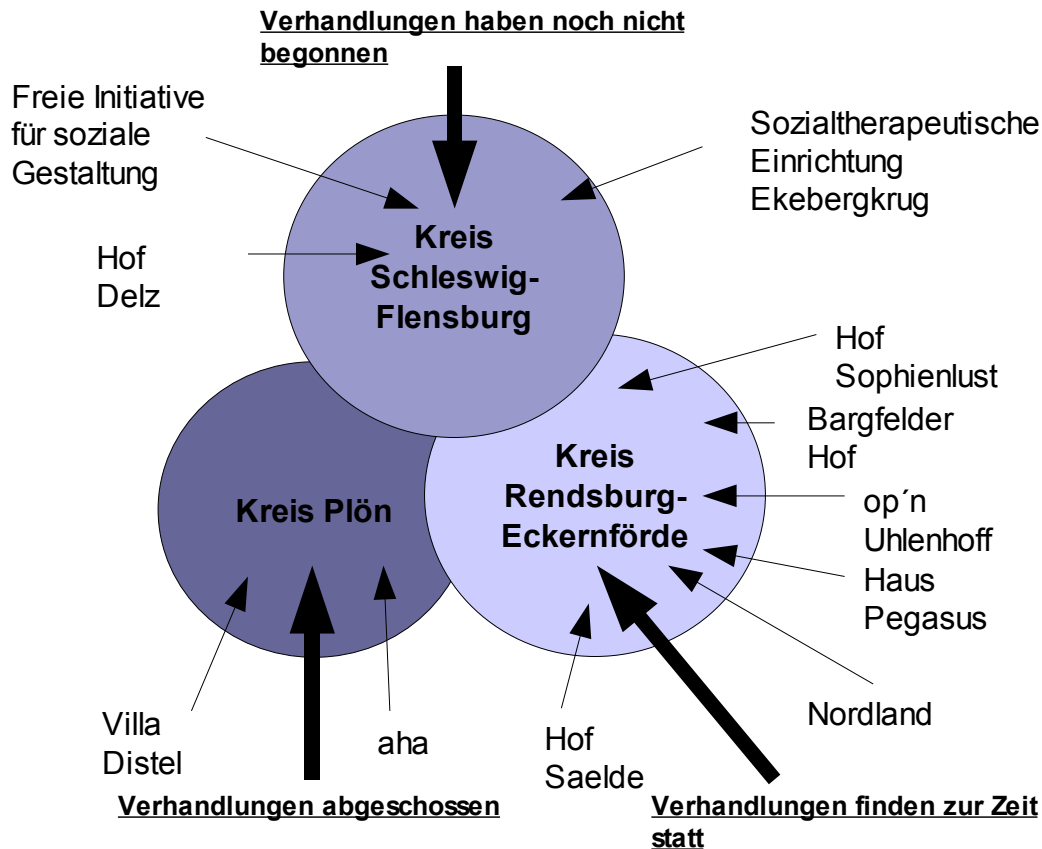 Verhandlungen haben noch nicht
begonnen
Freie Initiative
für soziale
Gestaltung
Sozialtherapeutische
Einrichtung
Ekebergkrug
Hof
Delz
Kreis
Schleswig-
Flensburg
Hof
Sophienlust
Bargfelder
Hof
Kreis
Rendsburg-
Eckernförde
Kreis Plön
op´n
Uhlenhoff
Haus
Pegasus
Nordland
Villa
Distel
aha
Hof
Saelde
Verhandlungen abgeschossen
Verhandlungen finden zur Zeit
statt